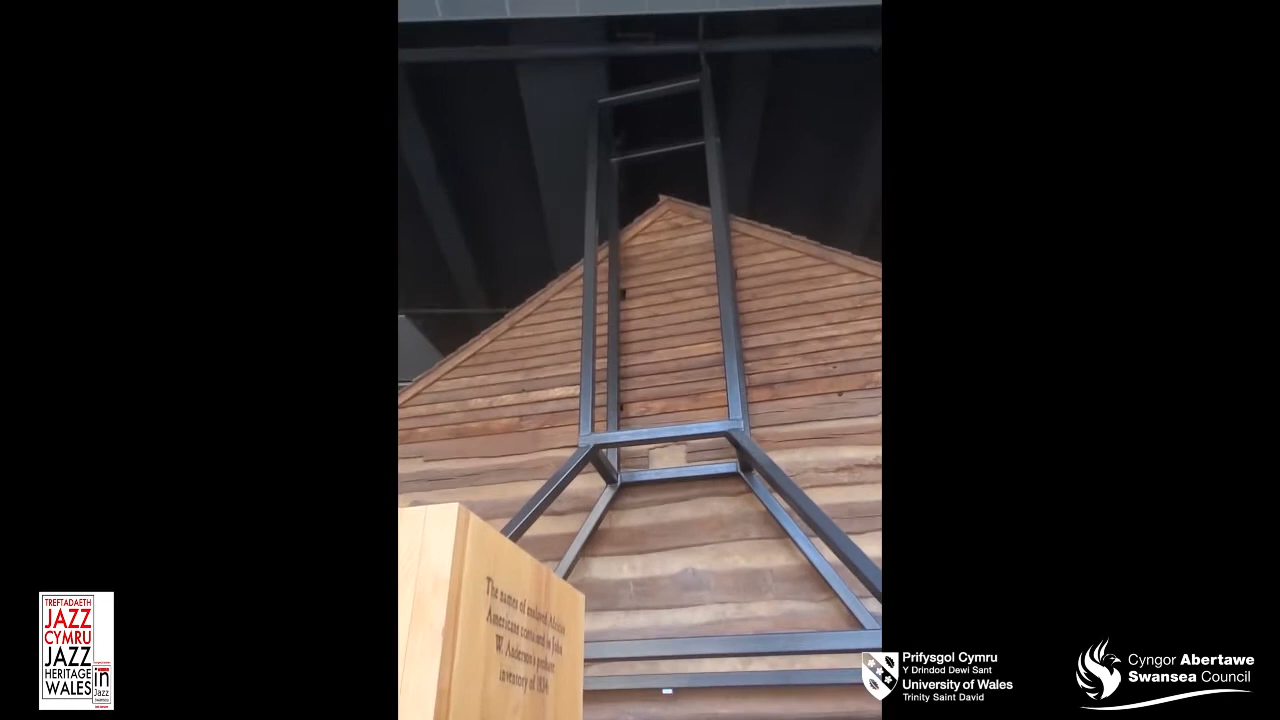 The names of enslaved African
Americans contained in John
W. Anderson's probate
inventory of 1834
TREFTADAETH
JAZZ
CYMRU
JAZZ
HERITAGE
WALES
in
Jazz
Prifysgol Cymru
Y Drindod Dewi Sant
University of Wales
Trinity Saint David
Cyngor Abertawe
Swansea Council